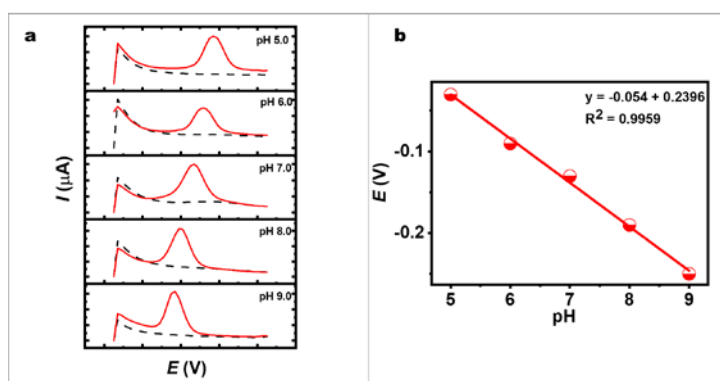 a
pH 5.0
pH 6.0
pH 7.0
pH 8.0
pH 9.0
I (μA)
E (V)
b
y = -0.054 + 0.2396
R² = 0.9959
-0.1
-0.2
E (V)
5 6 7 8 9
pH